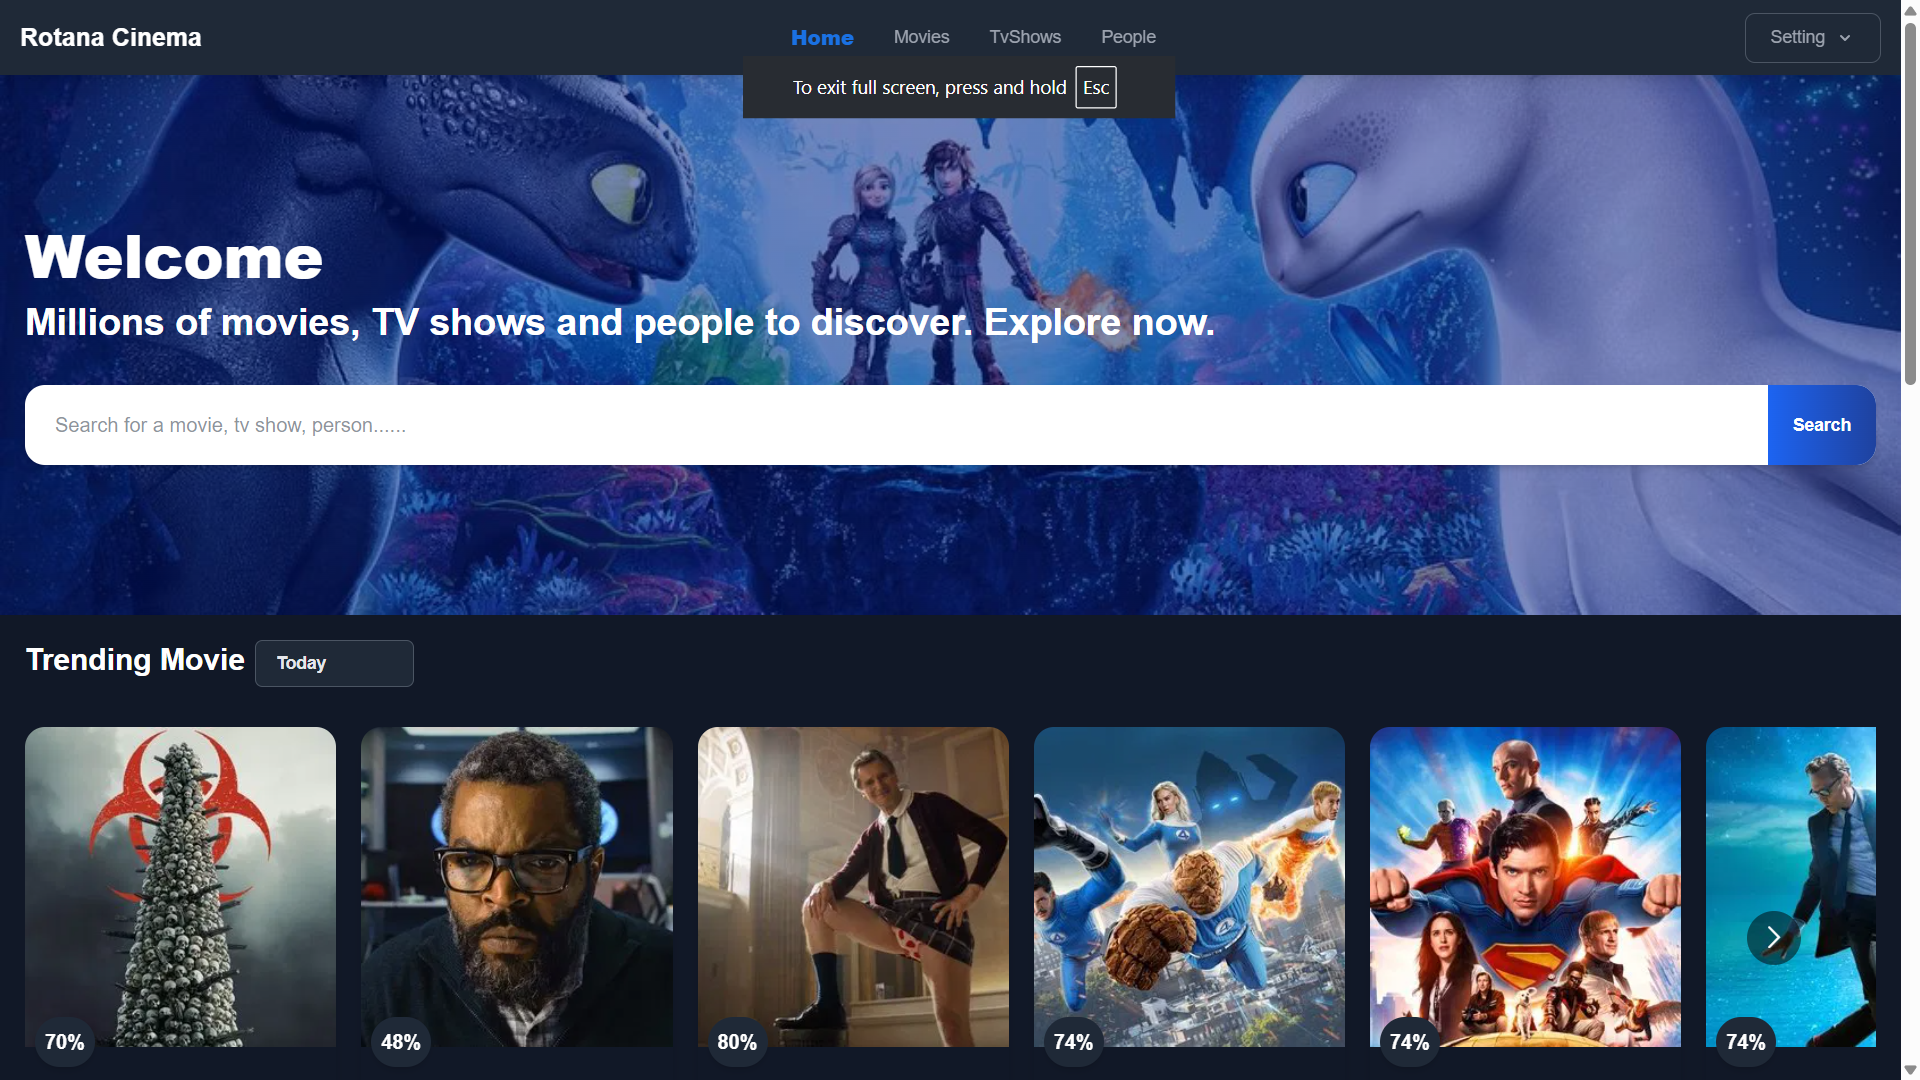 Rotana Cinema
Home
Movies
TvShows
People
Setting
To exit full screen, press and hold Esc
Welcome
Millions of movies, TV shows and people to discover. Explore now.
Search for a movie, tv show, person......
Search
Trending Movie
Today
70%
48%
80%
74%
74%
74%